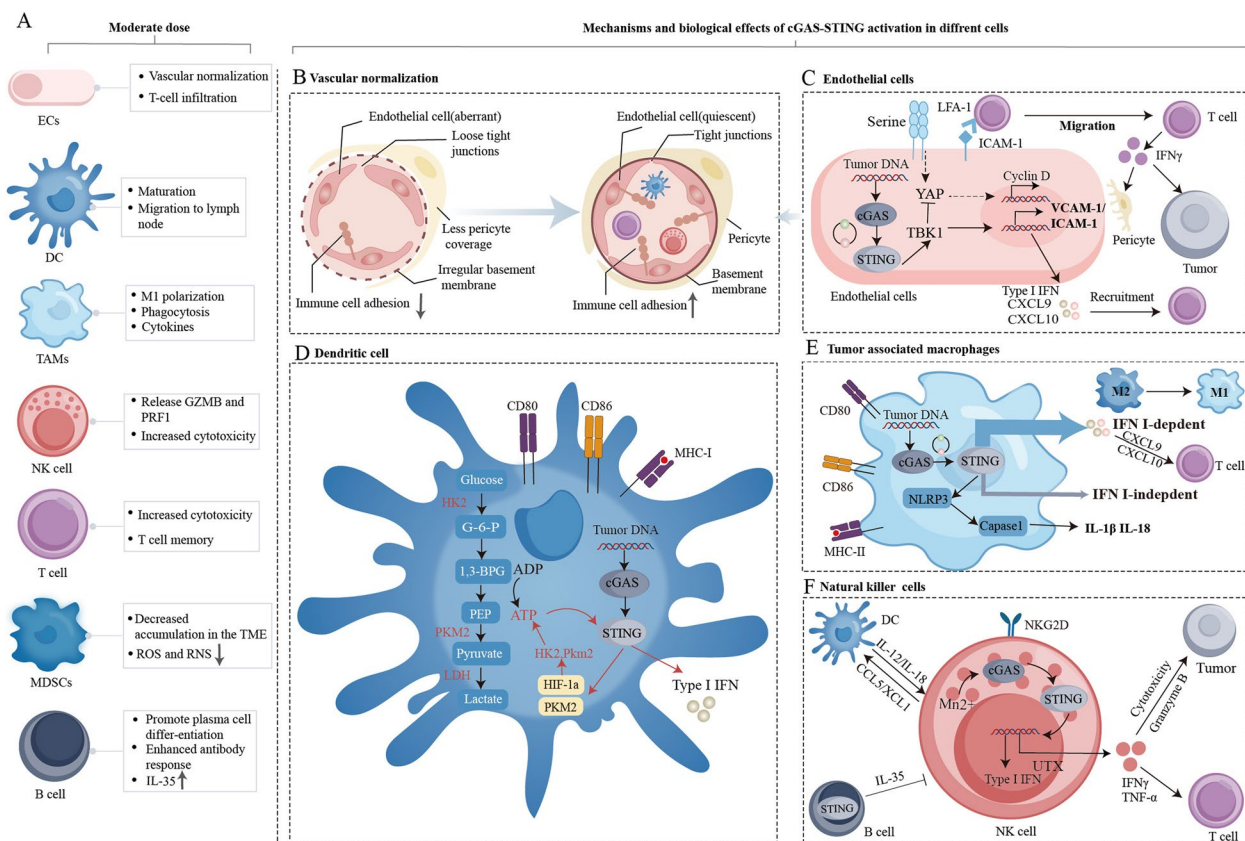 A
Moderate dose
Mechanisms and biological effects of cGAS-STING activation in diffrent cells
• Vascular normalization
• T-cell infiltration
ECs
• Maturation
• Migration to lymph
node
DC
• M1 polarization
• Phagocytosis
• Cytokines
TAMs
• Release GZMB and
PRF1
• Increased cytotoxicity
NK cell
• Increased cytotoxicity
• T cell memory
T cell
•Decreased
accumulation in the TME
• ROS and RNS
MDSCs
• Promote plasma cell
differ-entiation
• Enhanced antibody
response
• IL-35
B cell
B Vascular normalization
Endothelial cell(aberrant)
Loose tight
junctions
Less pericyte
coverage
Irregular basement
membrane
Immune cell adhesion
Endothelial cell(quiescent)
Tight junctions
Pericyte
Basement
membrane
Immune cell adhesion
C Endothelial cells
Serine
LFA-1
ICAM-1
Migration
T cell
IFNγ
Tumor DNA
YAP
Cyclin D
cGAS
TBK1
VCAM-1/
ICAM-1
STING
Pericyte
Tumor
Endothelial cells
Type I IFN
CXCL9
CXCL10
Recruitment
D Dendritic cell
CD80
CD86
MHC-I
Glucose
HK2
G-6-P
1,3-BPG
ADP
ATP
PEP
PKM2
Pyruvate
LDH
Lactate
HK2,Pkm2
HIF-1a
PKM2
Tumor DNA
cGAS
STING
Type I IFN
E Tumor associated macrophages
CD80
Tumor DNA
cGAS
STING
CD86
NLRP3
Capase1
MHC-II
M2
M1
IFN I-depdent
CXCL9
CXCL10
T cell
IFN I-indepdent
IL-1β IL-18
F Natural killer cells
DC
NKG2D
IL-12/IL-18
CCL5/XCL1
cGAS
Mn2+
STING
Type I IFN
UTX
Cytotoxicity
Granzyme B
Tumor
IFNγ
TNF-α
T cell
IL-35
STING
B cell
NK cell